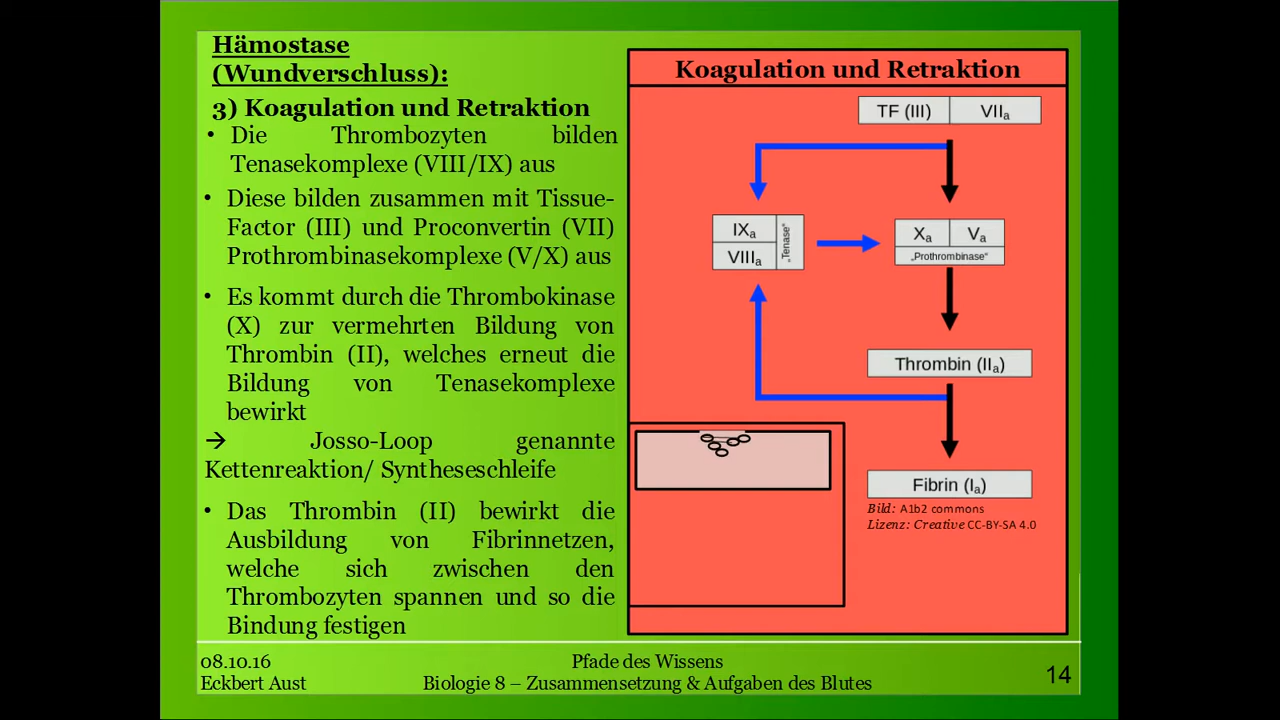 Hämostase
(Wundverschluss):
3) Koagulation und Retraktion
• Die Thrombozyten bilden
Tenasekomplexe (VIII/IX) aus
• Diese bilden zusammen mit Tissue-
Factor (III) und Proconvertin (VII)
Prothrombinasekomplexe (V/X) aus
• Es kommt durch die Thrombokinase
(X) zur vermehrten Bildung von
Thrombin (II), welches erneut die
Bildung von Tenasekomplexe
bewirkt
→ Josso-Loop genannte
Kettenreaktion/ Syntheseschleife
• Das Thrombin (II) bewirkt die
Ausbildung von Fibrinnetzen,
welche sich zwischen den
Thrombozyten spannen und so die
Bindung festigen
Koagulation und Retraktion
TF (III) VIIa
IXa
VIIIa
„Tenase“
Xa Va
„Prothrombinase“
Thrombin (IIa)
Fibrin (Ia)
Bild: A1b2 commons
Lizenz: Creative CC-BY-SA 4.0
08.10.16
Eckbert Aust
Pfade des Wissens
Biologie 8 – Zusammensetzung & Aufgaben des Blutes
14